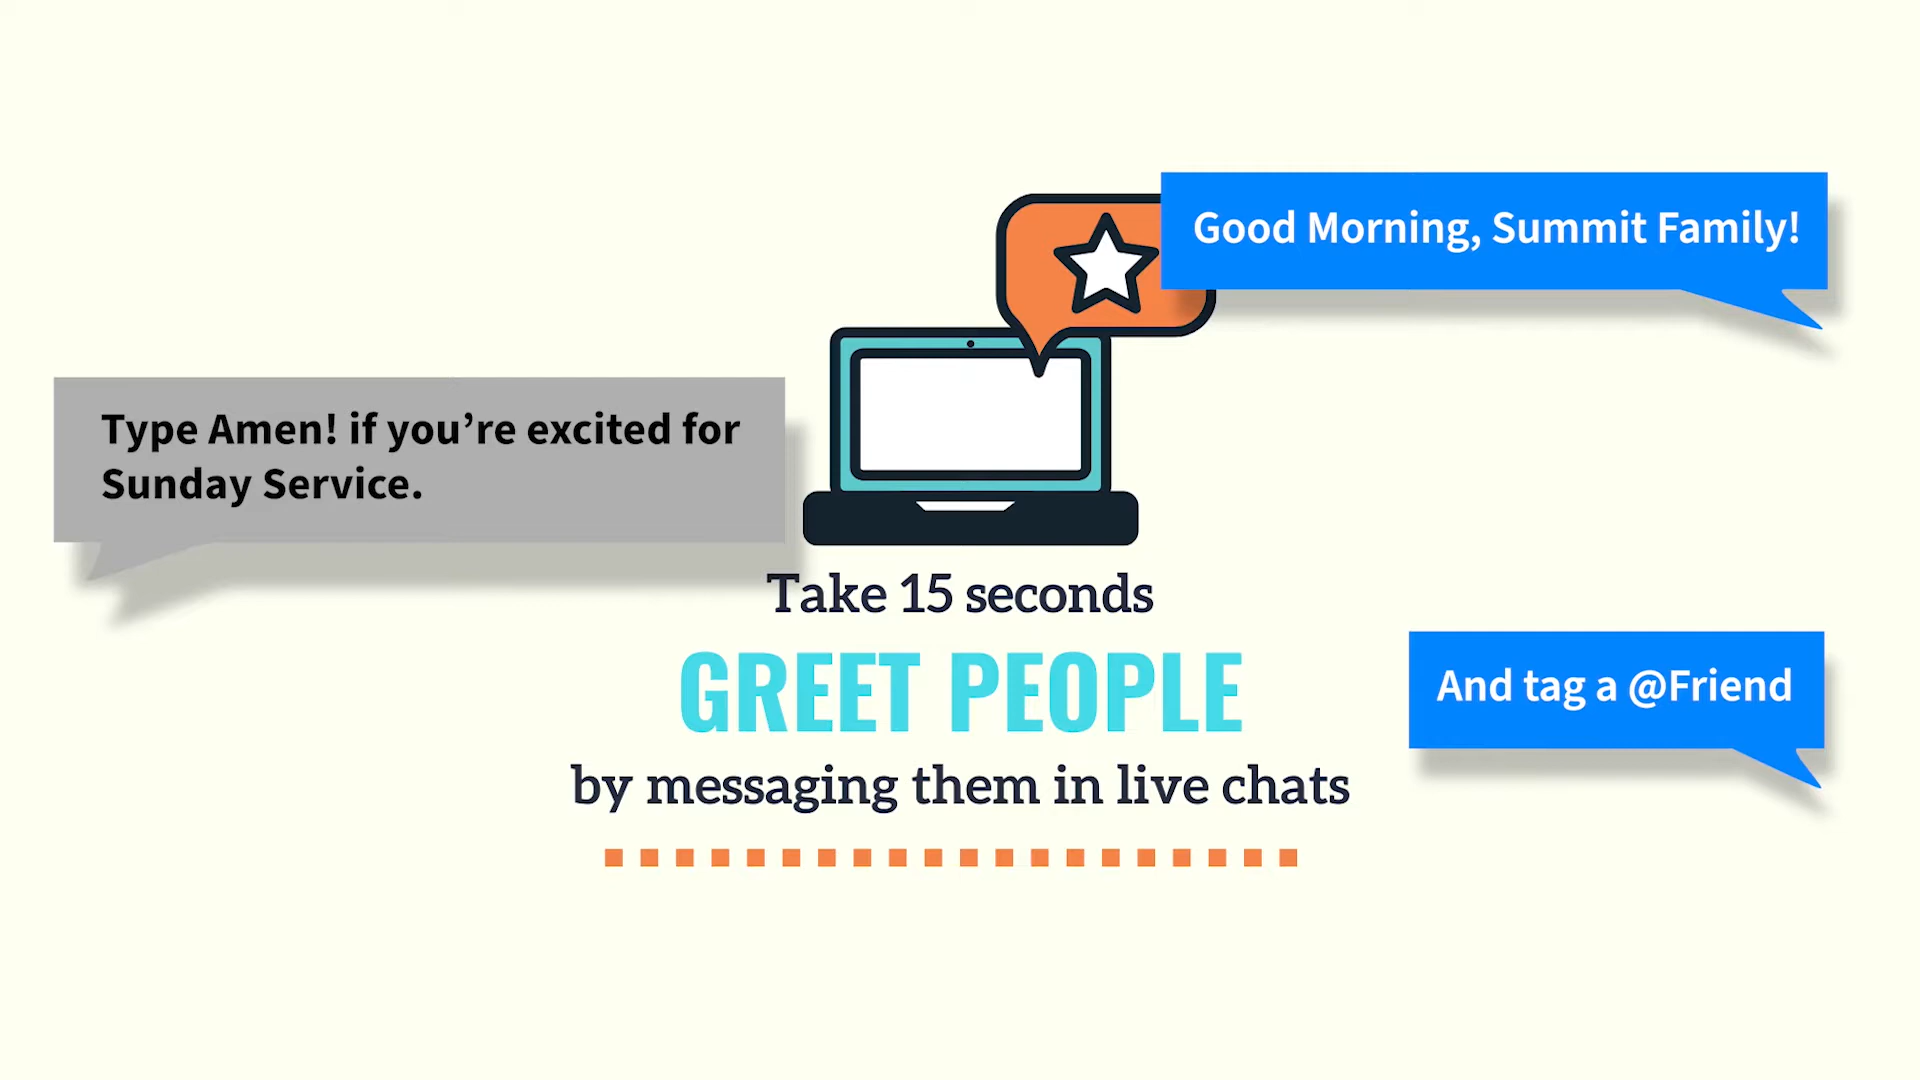 Good Morning, Summit Family!
Type Amen! if you’re excited for
Sunday Service.
Take 15 seconds
GREET PEOPLE
by messaging them in live chats
And tag a @Friend